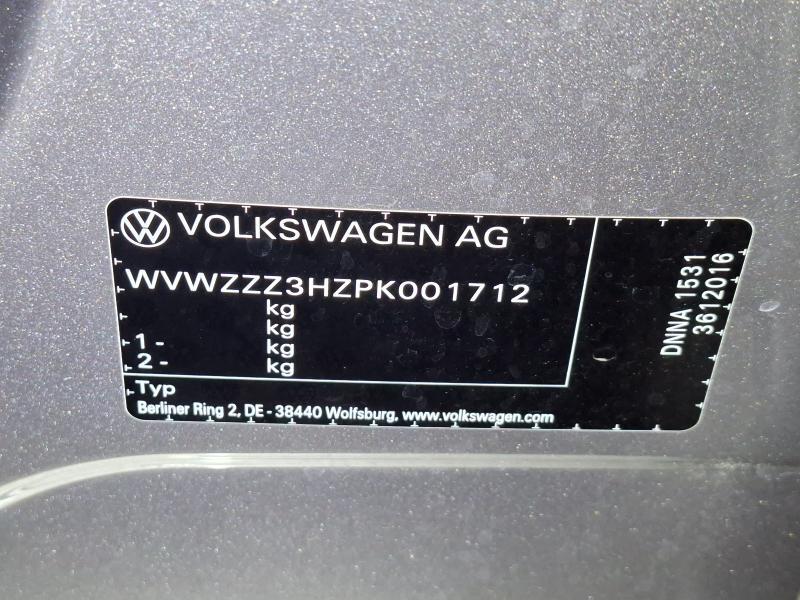 VOLKSWAGEN AG
WVWZZZ3HZPK001712
kg
kg
1 - kg
2 - kg
Typ
Berliner Ring 2, DE - 38440 Wolfsburg, www.volkswagen.com
DNNA 1531
3612016